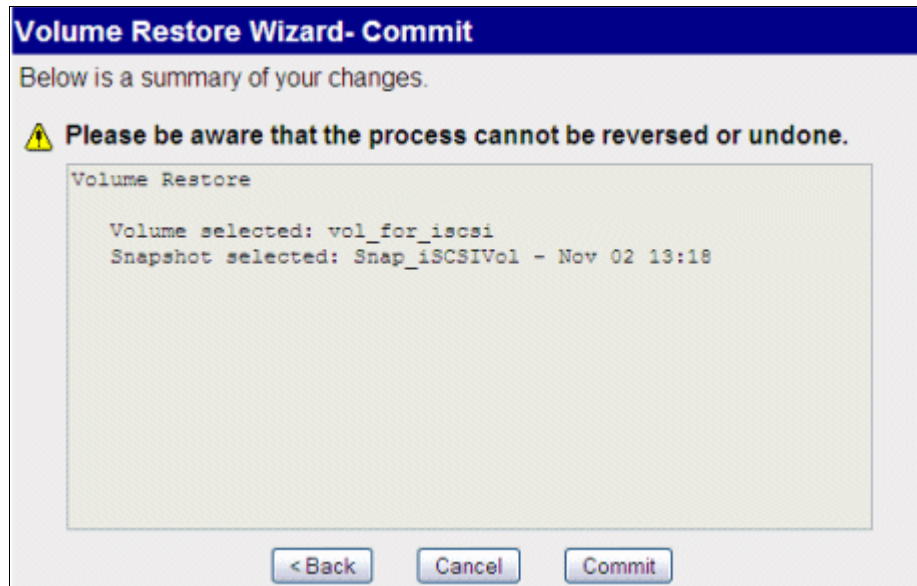 Volume Restore Wizard- Commit
Below is a summary of your changes.
Please be aware that the process cannot be reversed or undone.
Volume Restore
Volume selected: vol_for_iscsi
Snapshot selected: Snap_iSCSIVol - Nov 02 13:18
< Back Cancel Commit